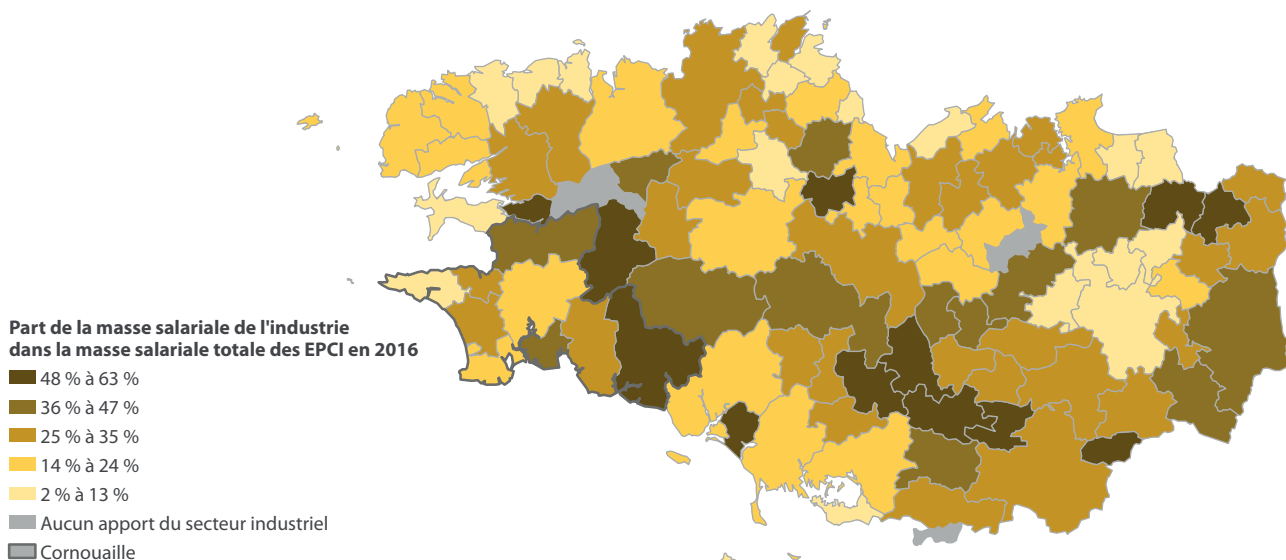 Part de la masse salariale de l'industrie
dans la masse salariale totale des EPCI en 2016
48 % à 63 %
36 % à 47 %
25 % à 35 %
14 % à 24 %
2 % à 13 %
Aucun apport du secteur industriel
Cornouaille